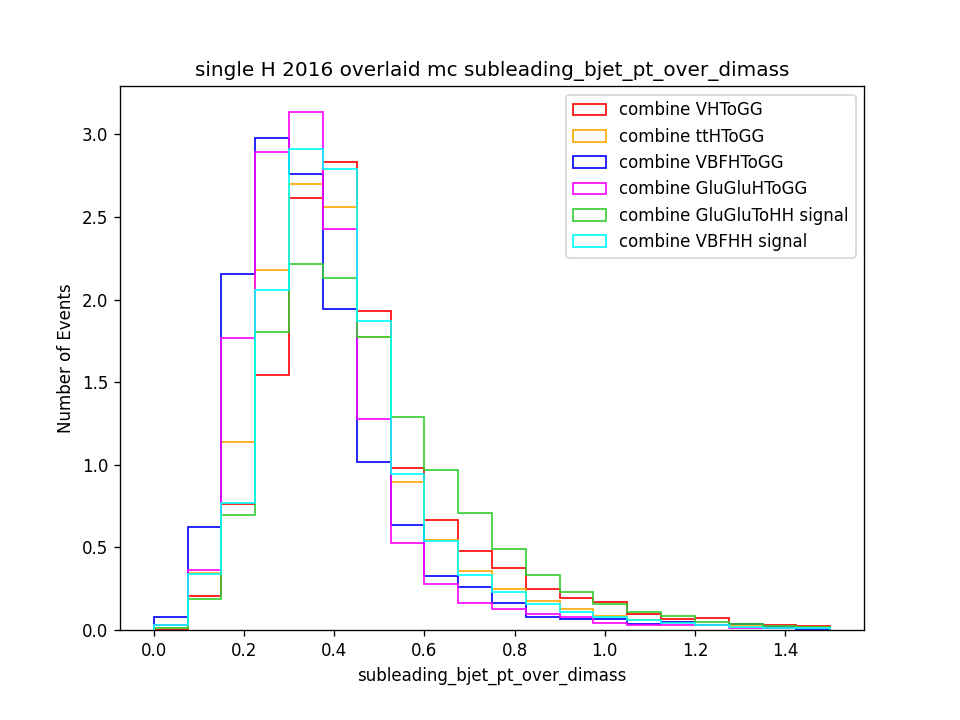 single H 2016 overlaid mc subleading_bjet_pt_over_dimass
combine VHToGG
combine ttHToGG
combine VBFHToGG
combine GluGluHToGG
combine GluGluToHH signal
combine VBFHH signal
Number of Events
3.0
2.5
2.0
1.5
1.0
0.5
0.0
0.0 0.2 0.4 0.6 0.8 1.0 1.2 1.4
subleading_bjet_pt_over_dimass